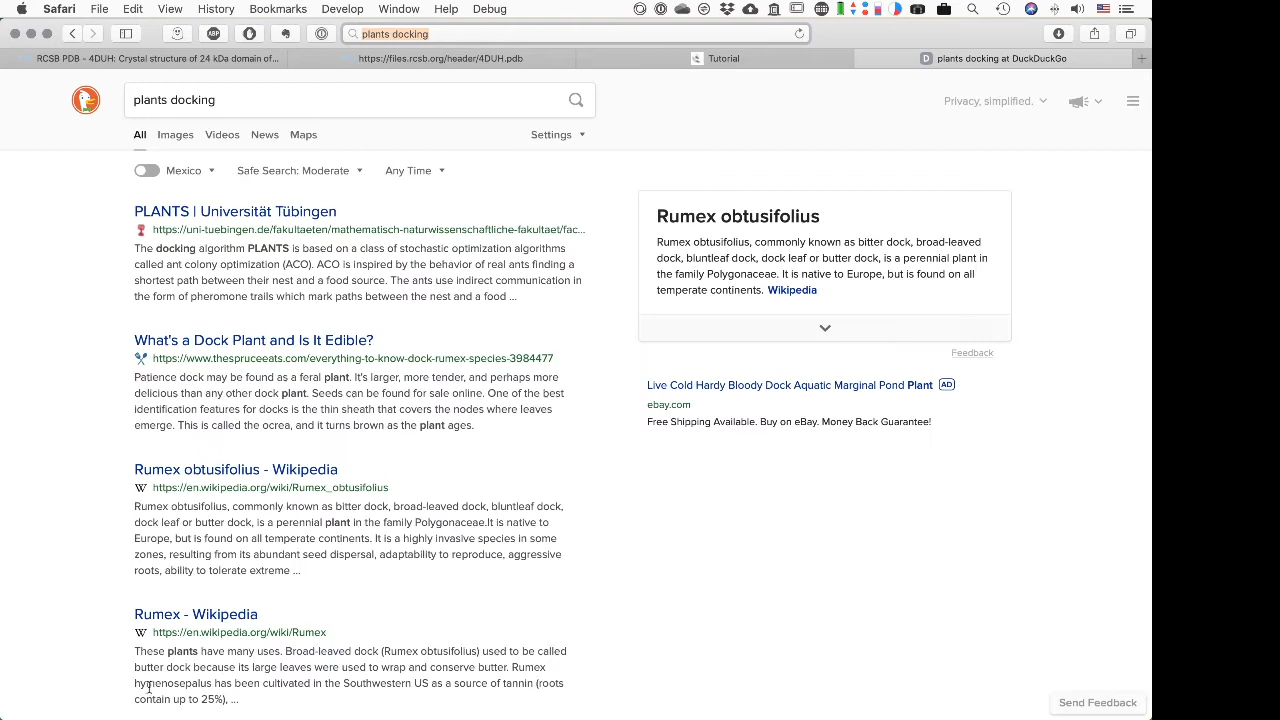 Safari File Edit View History Bookmarks Develop Window Help Debug
plants docking
RCSB PDB - 4DUH: Crystal structure of 24 kDa domain of...
https://files.rcsb.org/header/4DUH.pdb
Tutorial
plants docking at DuckDuckGo
plants docking
Privacy, simplified.
All Images Videos News Maps Settings
Mexico Safe Search: Moderate Any Time
PLANTS | Universität Tübingen
https://uni-tuebingen.de/fakultaeten/mathematisch-naturwissenschaftliche-fakultaet/fac...
The docking algorithm PLANTS is based on a class of stochastic optimization algorithms
called ant colony optimization (ACO). ACO is inspired by the behavior of real ants finding a
shortest path between their nest and a food source. The ants use indirect communication in
the form of pheromone trails which mark paths between the nest and a food ...
What's a Dock Plant and Is It Edible?
https://www.thespruceeats.com/everything-to-know-dock-rumex-species-3984477
Patience dock may be found as a feral plant. It's larger, more tender, and perhaps more
delicious than any other dock plant. Seeds can be found for sale online. One of the best
identification features for docks is the thin sheath that covers the nodes where leaves
emerge. This is called the ocrea, and it turns brown as the plant ages.
Rumex obtusifolius - Wikipedia
W https://en.wikipedia.org/wiki/Rumex_obtusifolius
Rumex obtusifolius, commonly known as bitter dock, broad-leaved dock, bluntleaf dock,
dock leaf or butter dock, is a perennial plant in the family Polygonaceae.It is native to
Europe, but is found on all temperate continents. It is a highly invasive species in some
zones, resulting from its abundant seed dispersal, adaptability to reproduce, aggressive
roots, ability to tolerate extreme ...
Rumex - Wikipedia
W https://en.wikipedia.org/wiki/Rumex
These plants have many uses. Broad-leaved dock (Rumex obtusifolius) used to be called
butter dock because its large leaves were used to wrap and conserve butter. Rumex
hymenosepalus has been cultivated in the Southwestern US as a source of tannin (roots
contain up to 25%), ...
Rumex obtusifolius
Rumex obtusifolius, commonly known as bitter dock, broad-leaved
dock, bluntleaf dock, dock leaf or butter dock, is a perennial plant in
the family Polygonaceae. It is native to Europe, but is found on all
temperate continents. Wikipedia
Feedback
Live Cold Hardy Bloody Dock Aquatic Marginal Pond Plant AD
ebay.com
Free Shipping Available. Buy on eBay. Money Back Guarantee!
Send Feedback